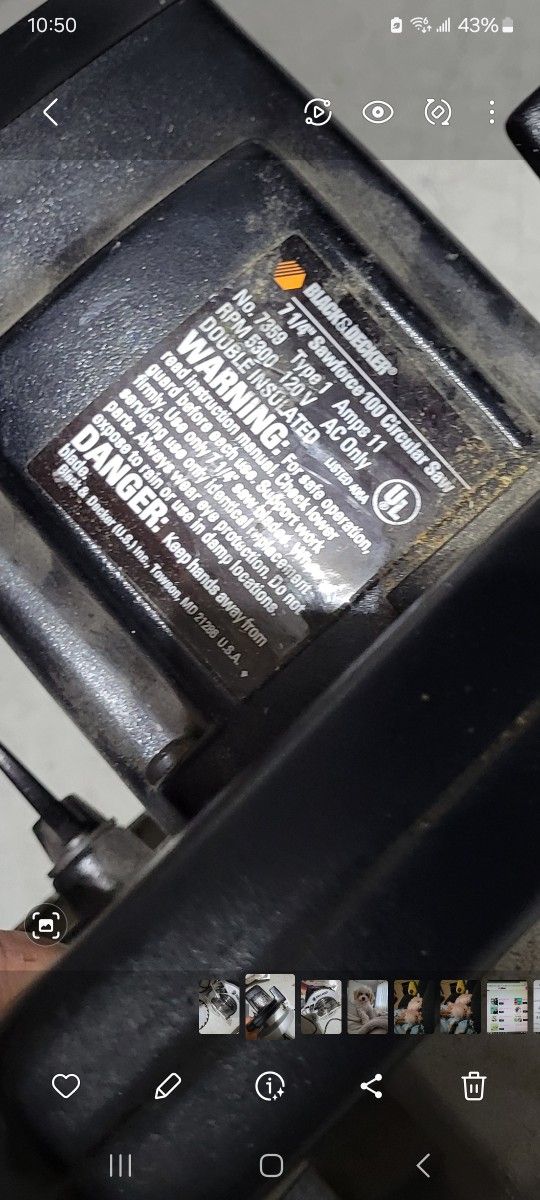 10:50
43%
BLACK&DECKER®
7 1/4" Sawforce 100 Circular Saw
No. 7359 Type 1 Amps 11
RPM 5300 120 V AC Only
DOUBLE INSULATED LISTED
UL
WARNING: For safe operation,
read instruction manual. Check lower
guard before each use. Support work
firmly. Use only 7-1/4" saw blades. When
servicing use only identical replacement
parts. Always wear eye protection. Do not
expose to rain or use in damp locations.
DANGER: Keep hands away from
blade.
Black & Decker (U.S.) Inc., Towson, MD 21286 U.S.A.